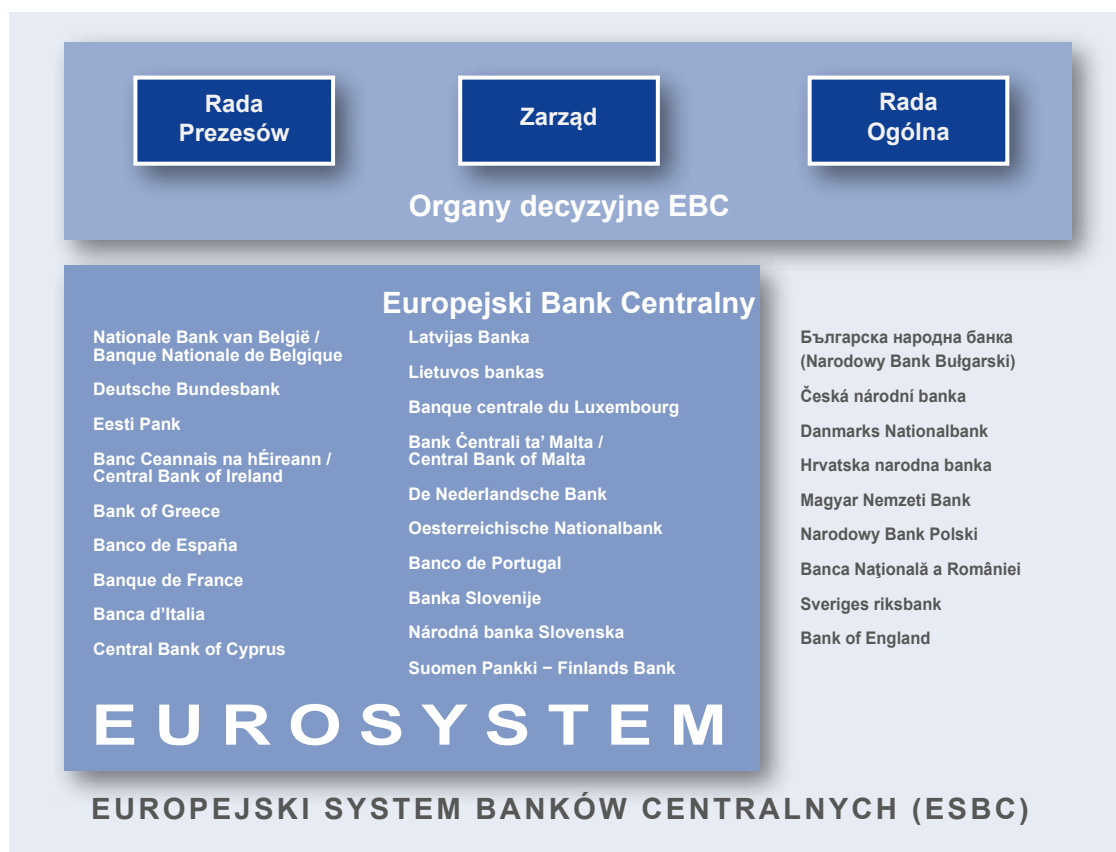 Rada
Prezesów
Zarząd
Rada
Ogólna
Organy decyzyjne EBC
Europejski Bank Centralny
Nationale Bank van België /
Banque Nationale de Belgique
Deutsche Bundesbank
Eesti Pank
Banc Ceannais na hÉireann /
Central Bank of Ireland
Bank of Greece
Banco de España
Banque de France
Banca d’Italia
Central Bank of Cyprus
Latvijas Banka
Lietuvos bankas
Banque centrale du Luxembourg
Bank Ċentrali ta’ Malta /
Central Bank of Malta
De Nederlandsche Bank
Oesterreichische Nationalbank
Banco de Portugal
Banka Slovenije
Národná banka Slovenska
Suomen Pankki − Finlands Bank
Българска народна банка
(Narodowy Bank Bułgarski)
Česká národní banka
Danmarks Nationalbank
Hrvatska narodna banka
Magyar Nemzeti Bank
Narodowy Bank Polski
Banca Naţională a României
Sveriges riksbank
Bank of England
EUROSYSTEM
EUROPEJSKI SYSTEM BANKÓW CENTRALNYCH (ESBC)